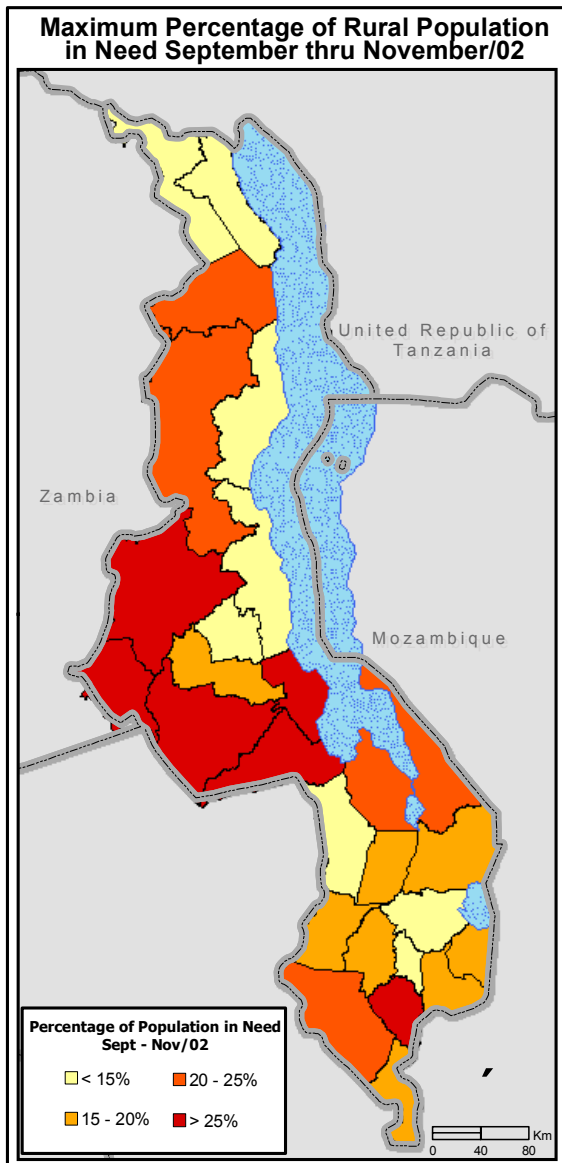 Maximum Percentage of Rural Population
in Need September thru November/02
United Republic of
Tanzania
Zambia
Mozambique
Percentage of Population in Need
Sept - Nov/02
< 15%
20 - 25%
15 - 20%
> 25%
Km
0 40 80